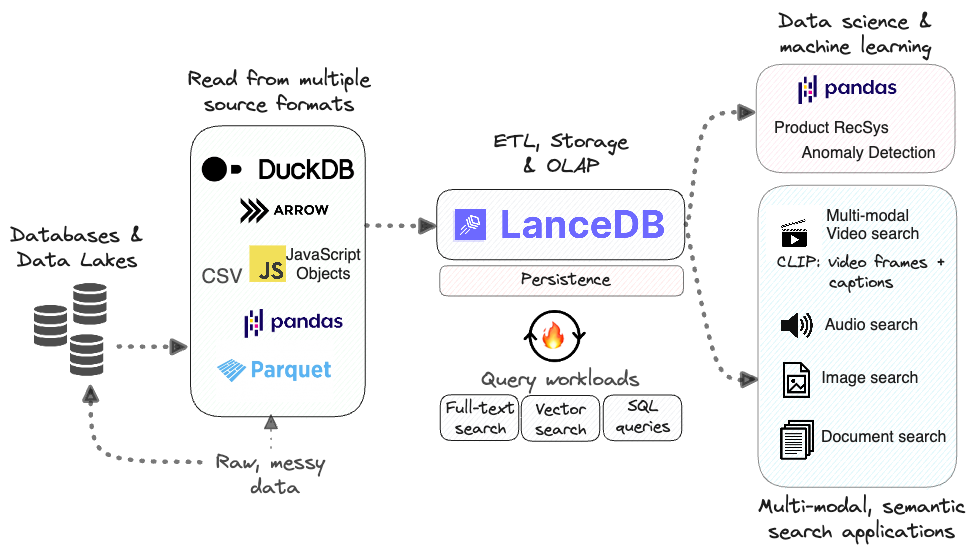 Databases &
Data Lakes
Raw, messy
data
Read from multiple
source formats
DuckDB
ARROW
CSV
JS
JavaScript
Objects
pandas
Parquet
ETL, Storage
& OLAP
LanceDB
Persistence
Query workloads
Full-text
search
Vector
search
SQL
queries
Data science &
machine learning
pandas
Product RecSys
Anomaly Detection
Multi-modal
Video search
CLIP: video frames +
captions
Audio search
Image search
Document search
Multi-modal, semantic
search applications